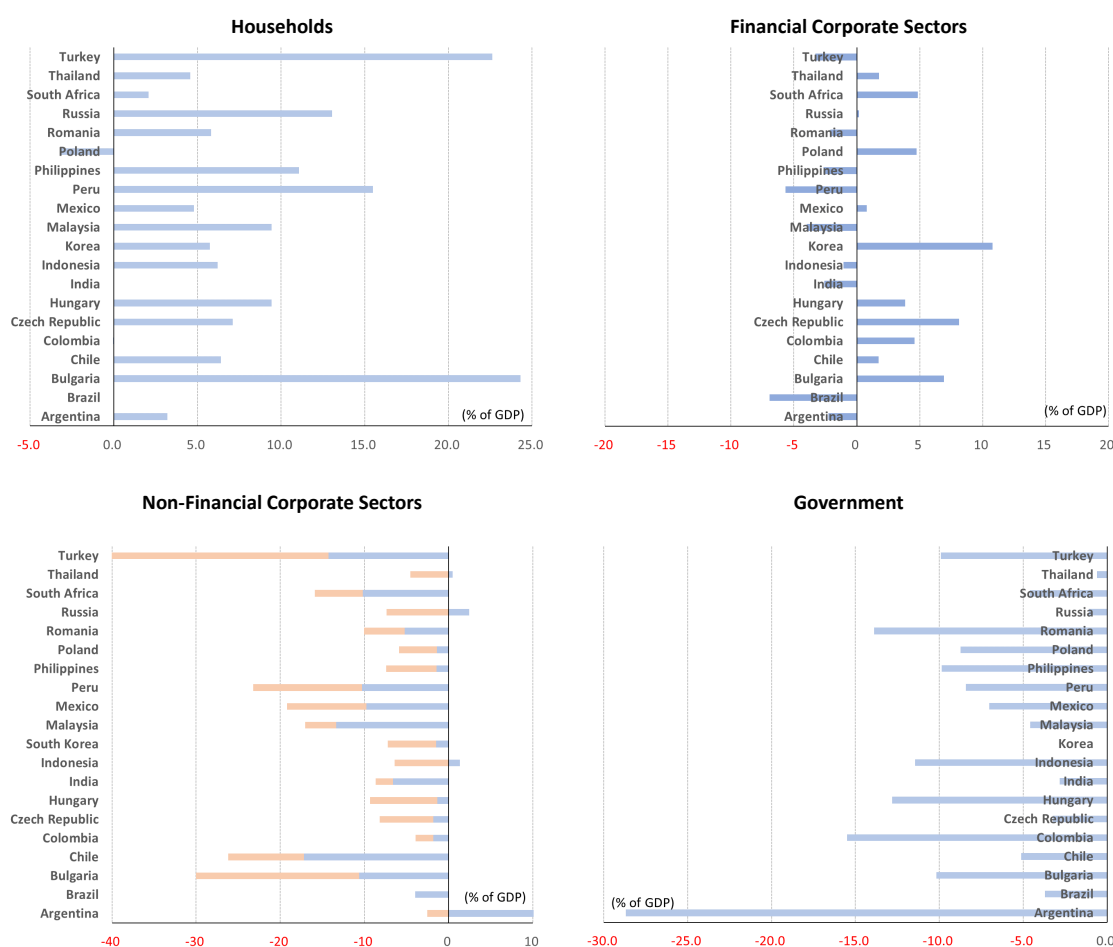 Households
Turkey
Thailand
South Africa
Russia
Romania
Poland
Philippines
Peru
Mexico
Malaysia
Korea
Indonesia
India
Hungary
Czech Republic
Colombia
Chile
Bulgaria
Brazil
Argentina
(% of GDP)
-5.0 0.0 5.0 10.0 15.0 20.0 25.0
Financial Corporate Sectors
Turkey
Thailand
South Africa
Russia
Romania
Poland
Philippines
Peru
Mexico
Malaysia
Korea
Indonesia
India
Hungary
Czech Republic
Colombia
Chile
Bulgaria
Brazil
Argentina
(% of GDP)
-20 -15 -10 -5 0 5 10 15 20
Non-Financial Corporate Sectors
Turkey
Thailand
South Africa
Russia
Romania
Poland
Philippines
Peru
Mexico
Malaysia
South Korea
Indonesia
India
Hungary
Czech Republic
Colombia
Chile
Bulgaria
Brazil
(% of GDP)
Argentina
-40 -30 -20 -10 0 10
Government
Turkey
Thailand
South Africa
Russia
Romania
Poland
Philippines
Peru
Mexico
Malaysia
Korea
Indonesia
India
Hungary
Czech Republic
Colombia
Chile
Bulgaria
Brazil
(% of GDP)
Argentina
-30.0 -25.0 -20.0 -15.0 -10.0 -5.0 0.0